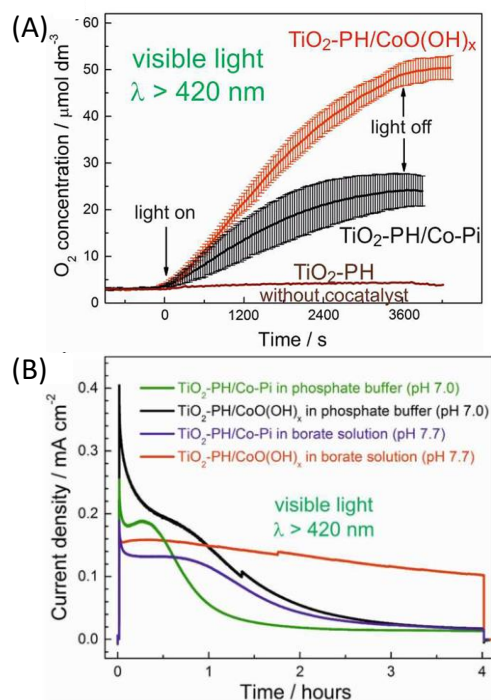 (A)
TiO₂-PH/CoO(OH)ₓ
visible light
λ > 420 nm
light off
light on
TiO₂-PH/Co-Pi
TiO₂-PH
without cocatalyst
O₂ concentration / μmol dm⁻³
60
50
40
30
20
10
0
0
1200
2400
3600
Time / s
(B)
TiO₂-PH/Co-Pi in phosphate buffer (pH 7.0)
TiO₂-PH/CoO(OH)ₓ in phosphate buffer (pH 7.0)
TiO₂-PH/Co-Pi in borate solution (pH 7.7)
TiO₂-PH/CoO(OH)ₓ in borate solution (pH 7.7)
visible light
λ > 420 nm
Current density / mA cm⁻²
0.4
0.3
0.2
0.1
0.0
0
1
2
3
4
Time / hours